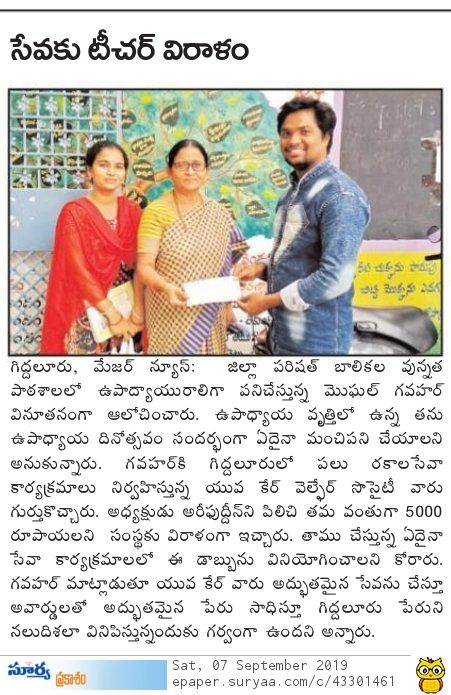 సేవకు టీచర్ విరాళం
గిద్దలూరు, మేజర్ న్యూస్: జిల్లా పరిషత్ బాలికల వున్నత
పాఠశాలలో ఉపాధ్యాయురాలిగా పనిచేస్తున్న మొఘల్ గవహర్
వినూతనంగా ఆలోచించారు. ఉపాధ్యాయ వృత్తిలో ఉన్న తను
ఉపాధ్యాయ దినోత్సవం సందర్భంగా ఏదైనా మంచిపని చేయాలని
అనుకున్నారు. గవహర్‌కి గిద్దలూరులో పలు రకాలసేవా
కార్యక్రమాలు నిర్వహిస్తున్న యువ కేర్ వెల్ఫేర్ సొసైటీ వారు
గుర్తుకొచ్చారు. అధ్యక్షుడు అరీఫుద్దీన్‌ని పిలిచి తమ వంతుగా 5000
రూపాయలని సంస్థకు విరాళంగా ఇచ్చారు. తాము చేస్తున్న ఏదైనా
సేవా కార్యక్రమాలలో ఈ డాబ్బును వినియోగించాలని కోరారు.
గవహర్ మాట్లాడుతూ యువ కేర్ వారు అద్భుతమైన సేవను చేస్తూ
అవార్డులతో అద్భుతమైన పేరు సాధిస్తూ గిద్దలూరు పేరుని
నలుదిశలా వినిపిస్తున్నందుకు గర్వంగా ఉందని అన్నారు.
సూర్య ప్రకాశం
Sat, 07 September 2019
epaper.suryaa.com/c/43301461